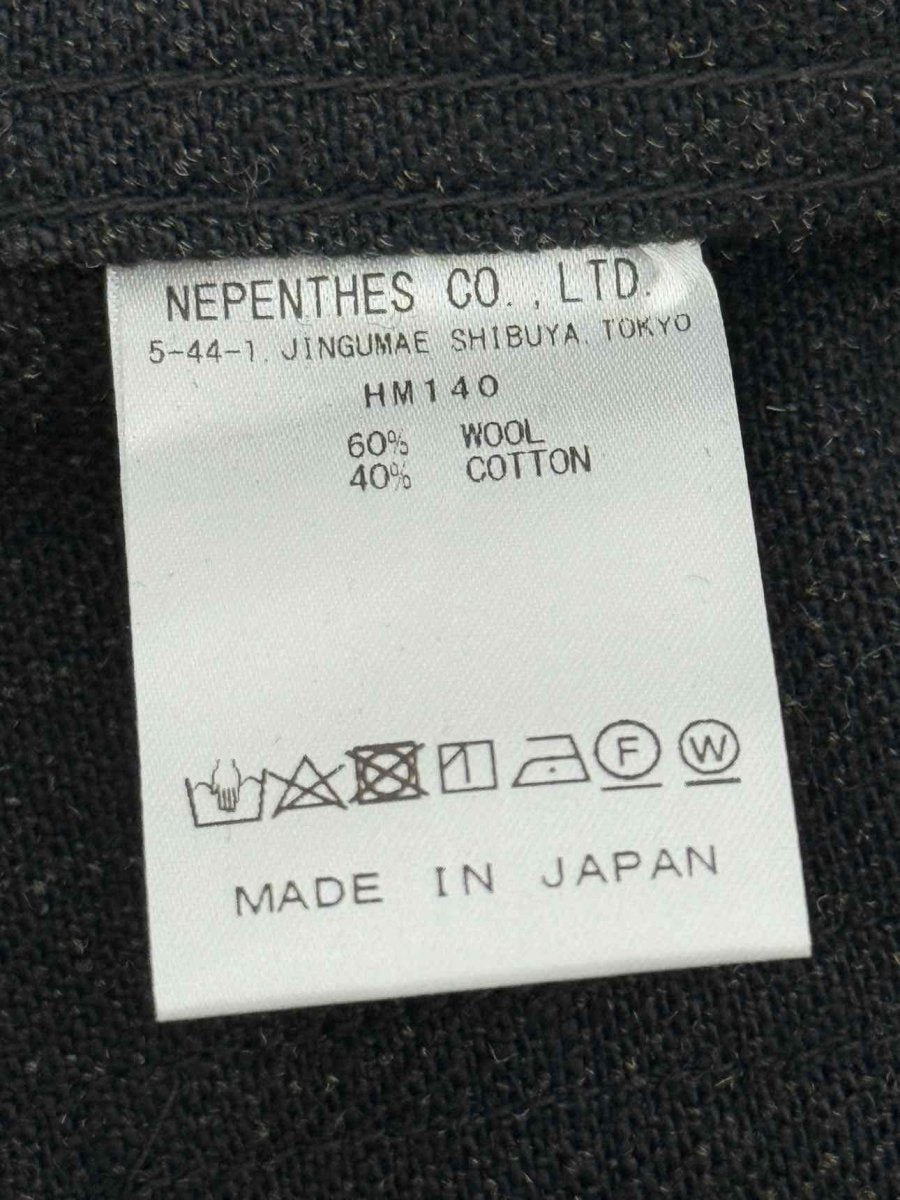 NEPENTHES CO.,LTD.
5-44-1. JINGUMAE SHIBUYA. TOKYO
HM140
60% WOOL
40% COTTON
F W
MADE IN JAPAN